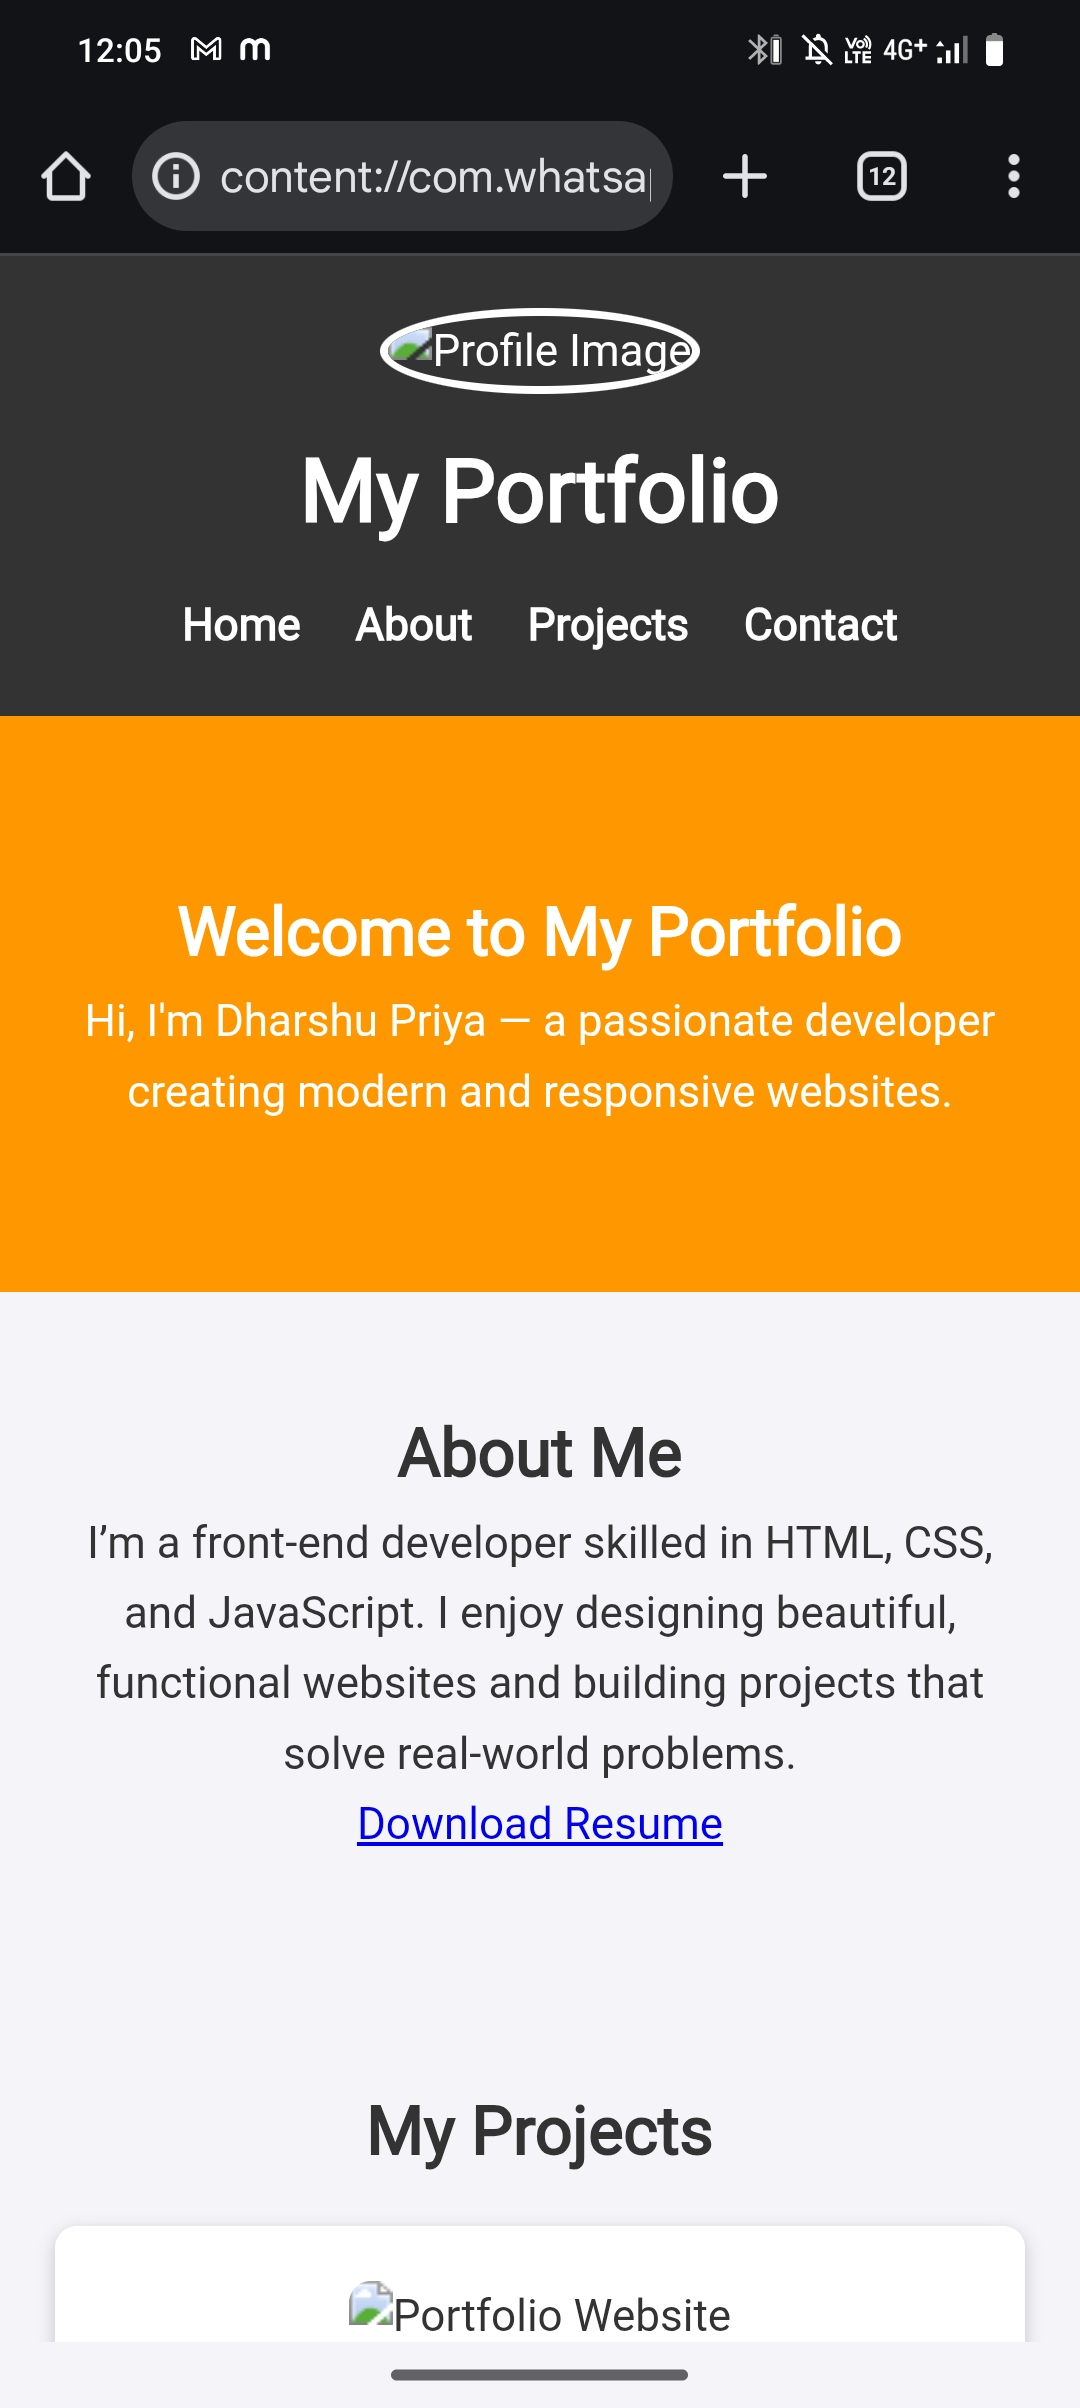 12:05
Vo)) LTE 4G+
content://com.whatsa
12
Profile Image
My Portfolio
Home About Projects Contact
Welcome to My Portfolio
Hi, I'm Dharshu Priya — a passionate developer
creating modern and responsive websites.
About Me
I’m a front-end developer skilled in HTML, CSS,
and JavaScript. I enjoy designing beautiful,
functional websites and building projects that
solve real-world problems.
Download Resume
My Projects
Portfolio Website